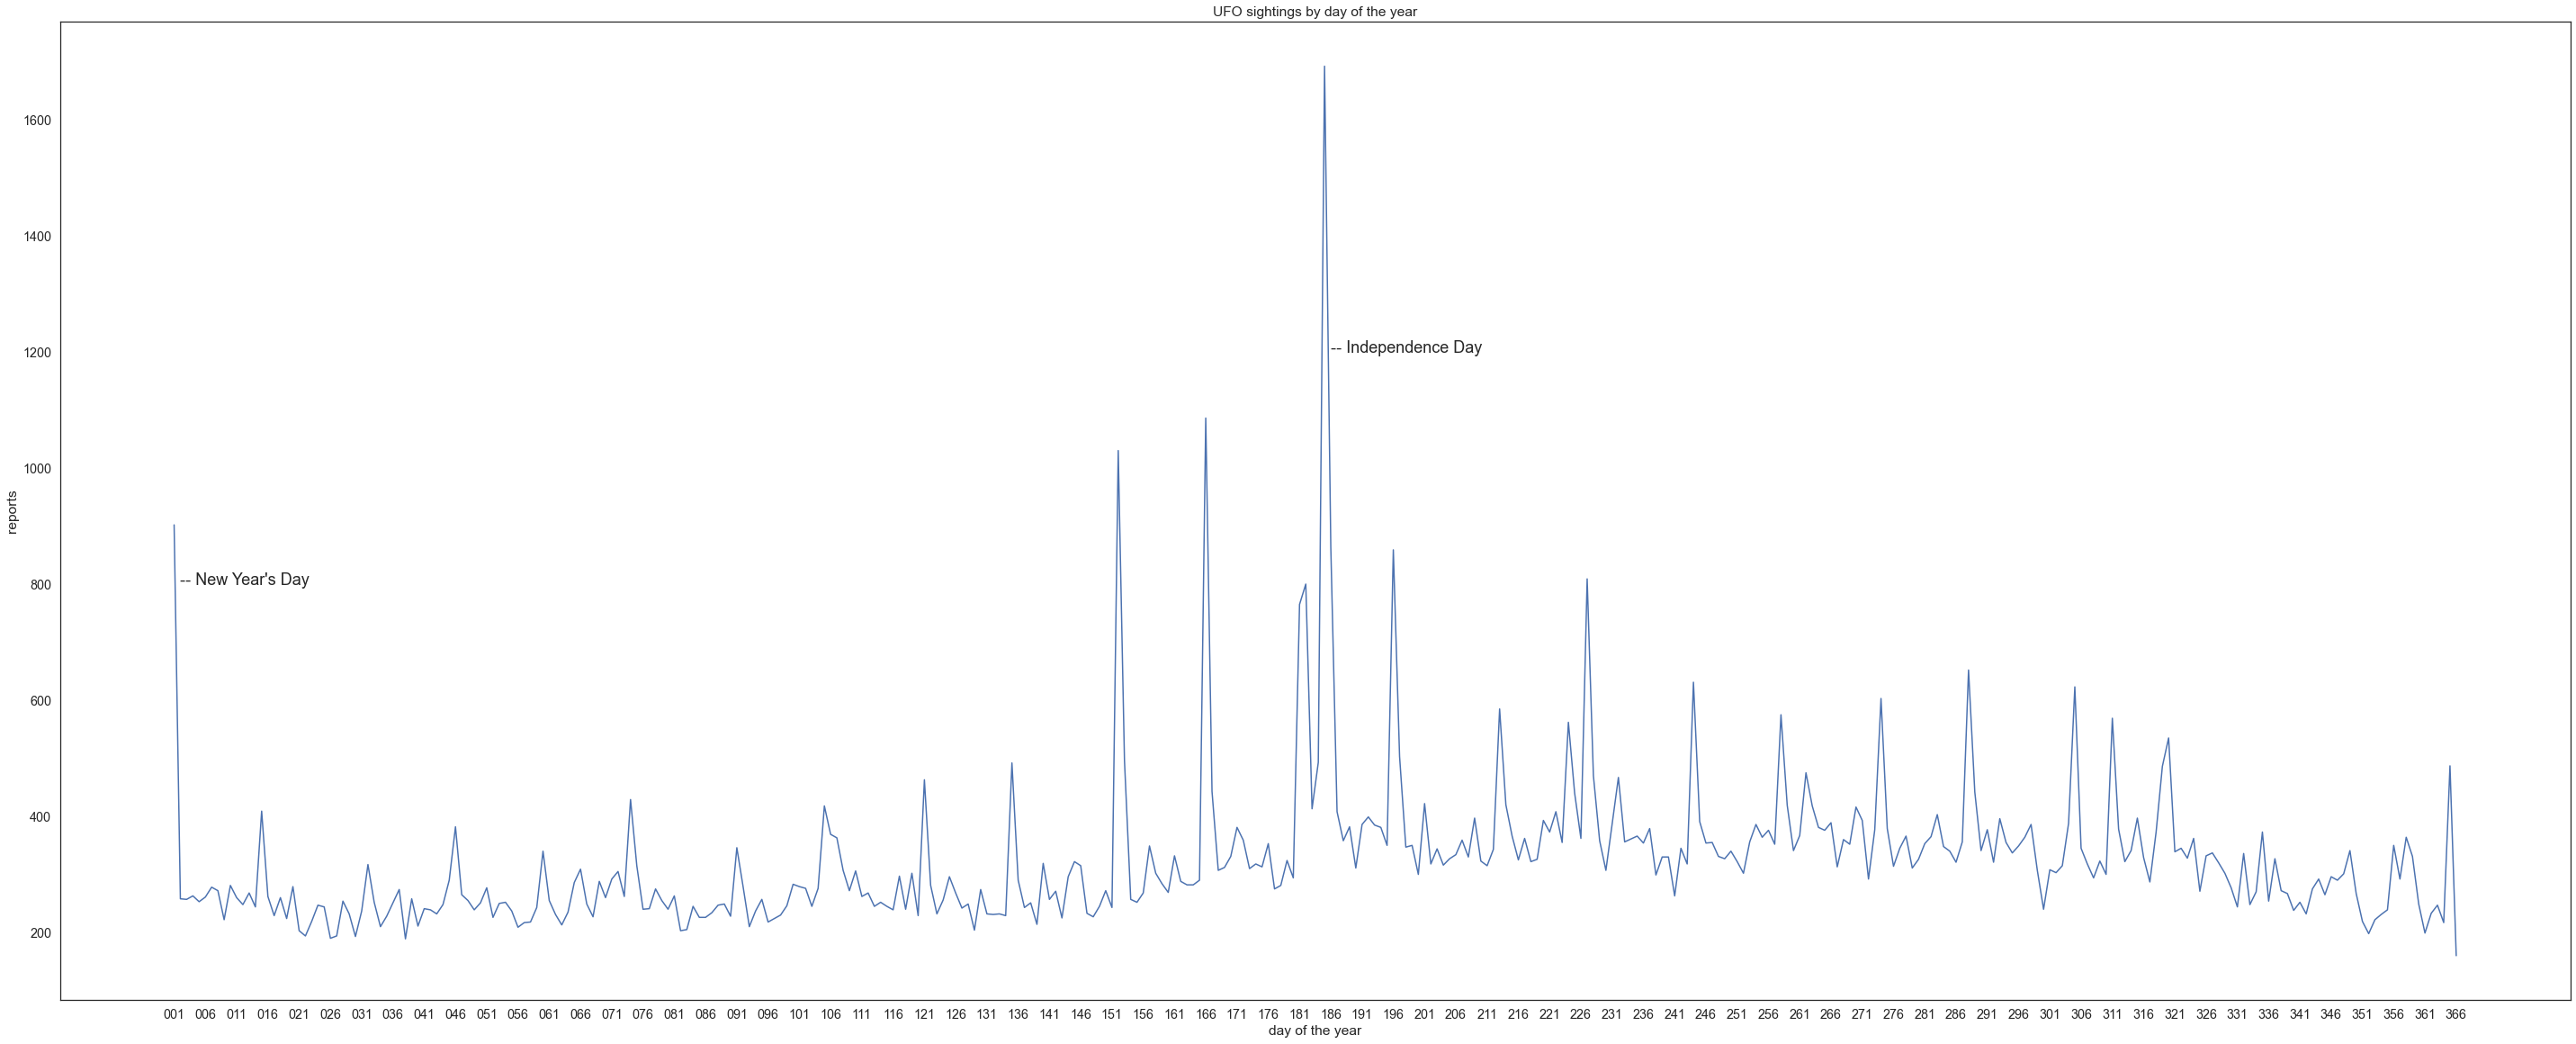 UFO sightings by day of the year
1600
1400
1200
-- Independence Day
1000
reports
800
-- New Year's Day
600
400
200
001 006 011 016 021 026 031 036 041 046 051 056 061 066 071 076 081 086 091 096 101 106 111 116 121 126 131 136 141 146 151 156 161 166 171 176 181 186 191 196 201 206 211 216 221 226 231 236 241 246 251 256 261 266 271 276 281 286 291 296 301 306 311 316 321 326 331 336 341 346 351 356 361 366
day of the year